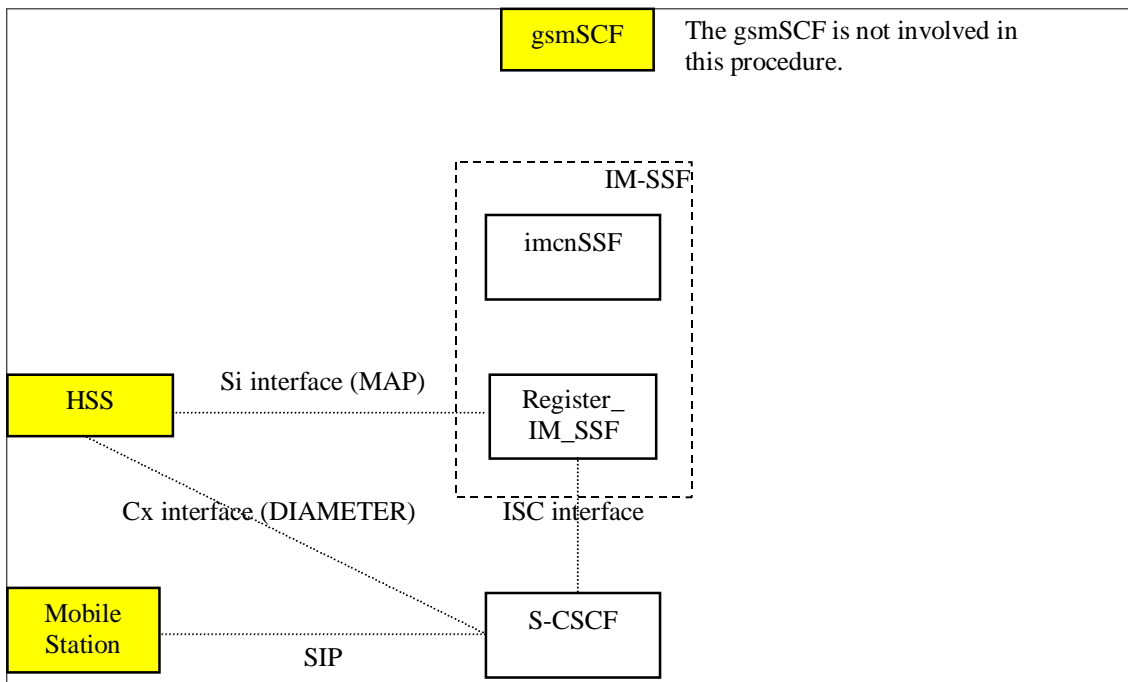 gsmSCF
The gsmSCF is not involved in
this procedure.
IM-SSF
imcnSSF
Si interface (MAP)
HSS
Register_
IM_SSF
Cx interface (DIAMETER)
ISC interface
Mobile
Station
S-CSCF
SIP